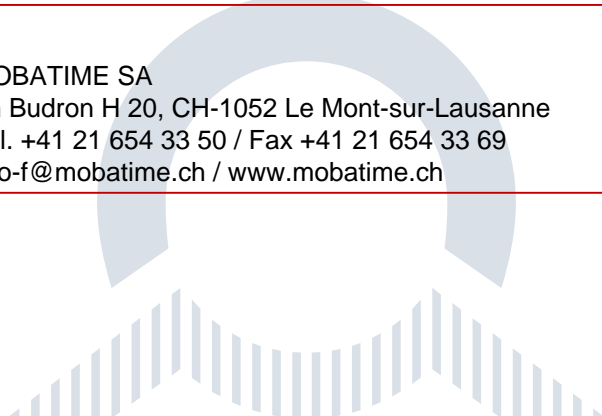 OBATIME SA
Budron H 20, CH-1052 Le Mont-sur-Lausanne
l. +41 21 654 33 50 / Fax +41 21 654 33 69
o-f@mobatime.ch / www.mobatime.ch